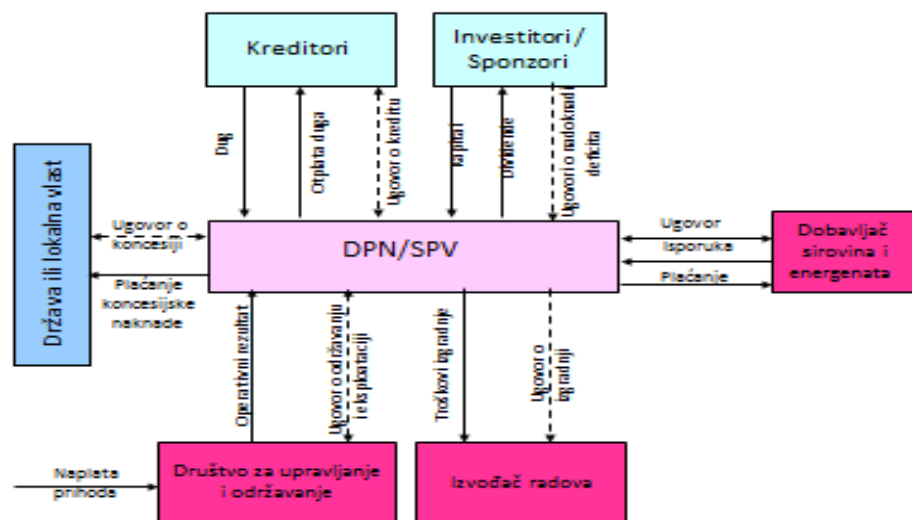 Kreditori
Investitori /
Sponzori
Dug
Otplata duga
Ugovor o kreditu
Kapital
Dividende
Ugovori o nadoknadi
deficita
Država ili lokalna vlast
Ugovor o
koncesiji
Plaćanje
koncesijske
naknade
DPN/SPV
Ugovor
Isporuka
Plaćanje
Dobavljač
sirovina i
energenata
Operativni rezultat
Ugovor o održavanju
i eksploataciji
Troškovi izgradnje
Ugovor o
izgradnji
Naplata
prihoda
Društvo za upravljanje
i održavanje
Izvođač radova